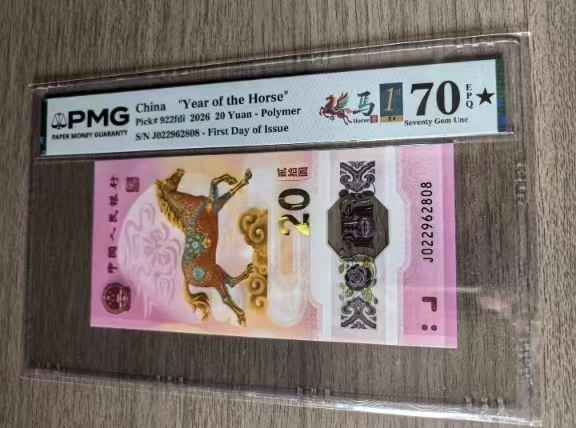 PMG
PAPER MONEY GUARANTY
China "Year of the Horse"
Pick# 922fdi 2026 20 Yuan - Polymer
S/N J022962808 - First Day of Issue
马
Horse
1st
70
EPQ
★
Seventy Gem Unc
中国人民银行
20
贰拾圆
J022962808